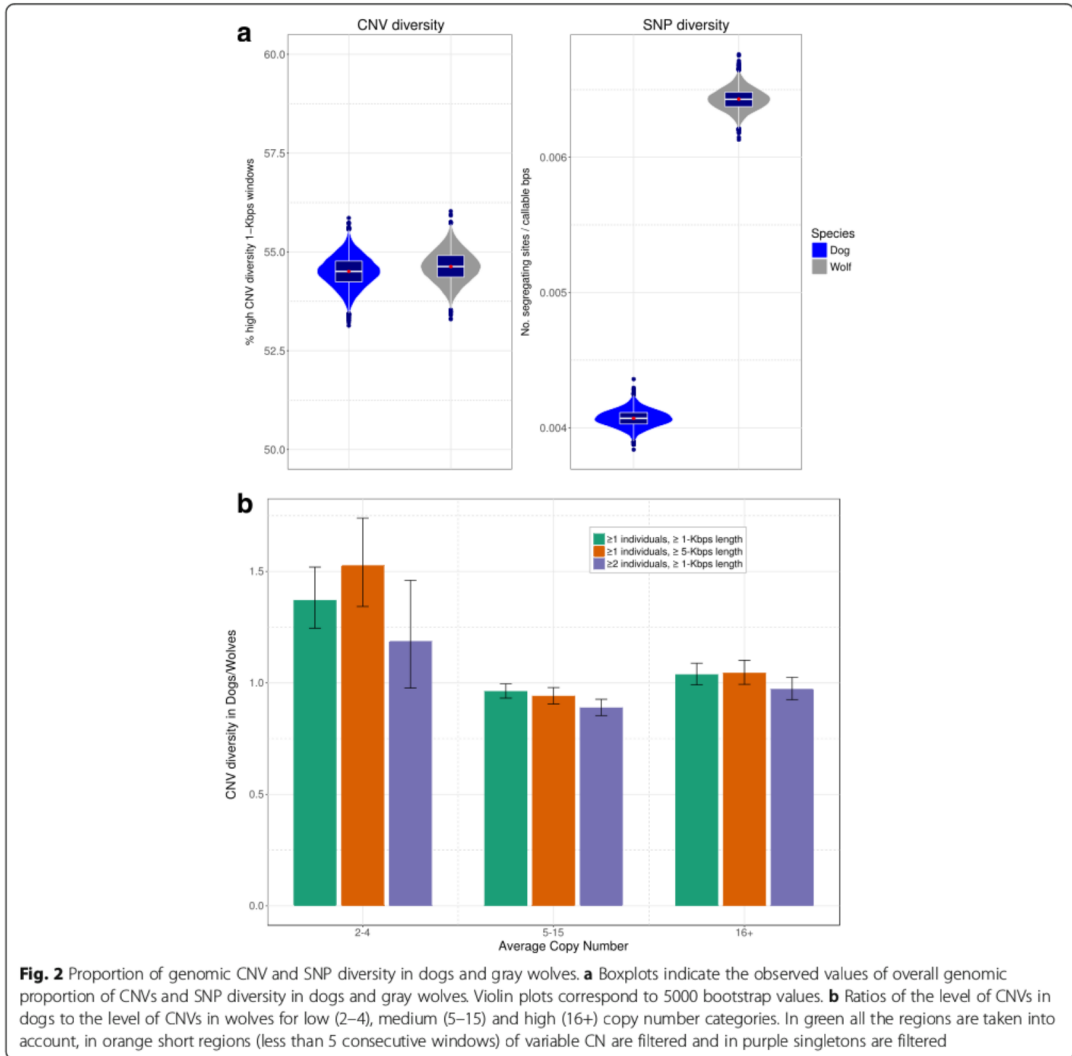 a
CNV diversity
SNP diversity
% high CNV diversity 1-Kbps windows
60.0
57.5
55.0
52.5
50.0
No. segregating sites / callable bps
0.006
0.005
0.004
Species
Dog
Wolf
b
CNV diversity in Dogs/Wolves
1.5
1.0
0.5
0.0
≥1 individuals, ≥ 1-Kbps length
≥1 individuals, ≥ 5-Kbps length
≥2 individuals, ≥ 1-Kbps length
2-4
5-15
16+
Average Copy Number
Fig. 2 Proportion of genomic CNV and SNP diversity in dogs and gray wolves. a Boxplots indicate the observed values of overall genomic
proportion of CNVs and SNP diversity in dogs and gray wolves. Violin plots correspond to 5000 bootstrap values. b Ratios of the level of CNVs in
dogs to the level of CNVs in wolves for low (2–4), medium (5–15) and high (16+) copy number categories. In green all the regions are taken into
account, in orange short regions (less than 5 consecutive windows) of variable CN are filtered and in purple singletons are filtered